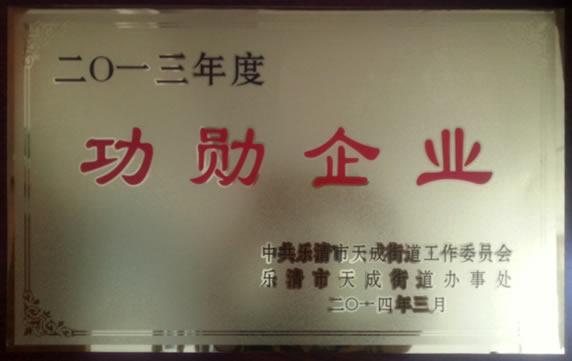 二〇一三年度
功勋企业
中共乐清市天成街道工作委员会
乐清市天成街道办事处
二〇一四年三月